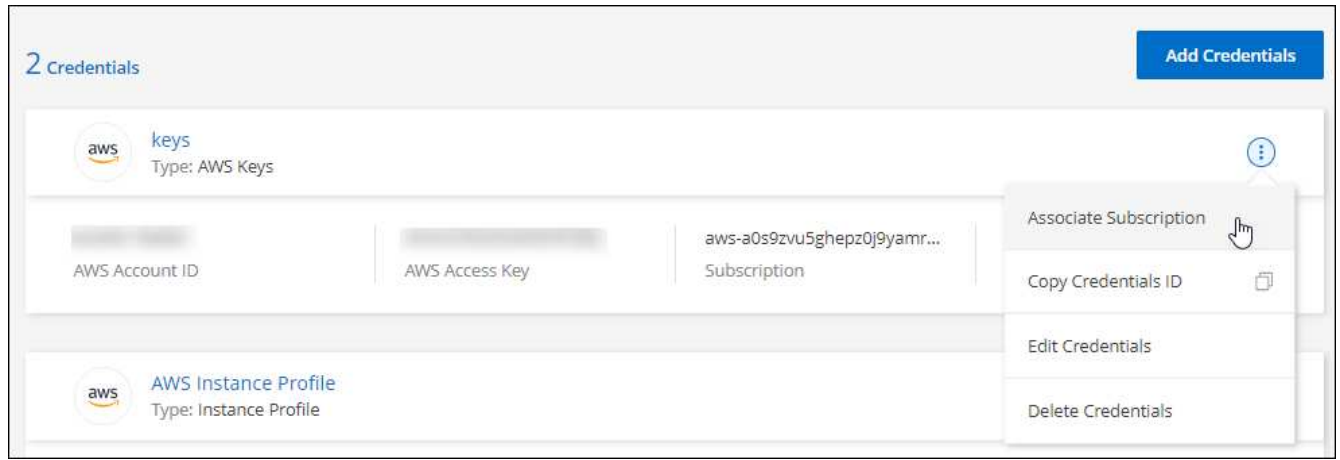 2 Credentials
Add Credentials
aws
keys
Type: AWS Keys
Associate Subscription
Copy Credentials ID
Edit Credentials
Delete Credentials
AWS Account ID
AWS Access Key
aws-a0s9zvu5ghepz0j9yamr...
Subscription
aws
AWS Instance Profile
Type: Instance Profile